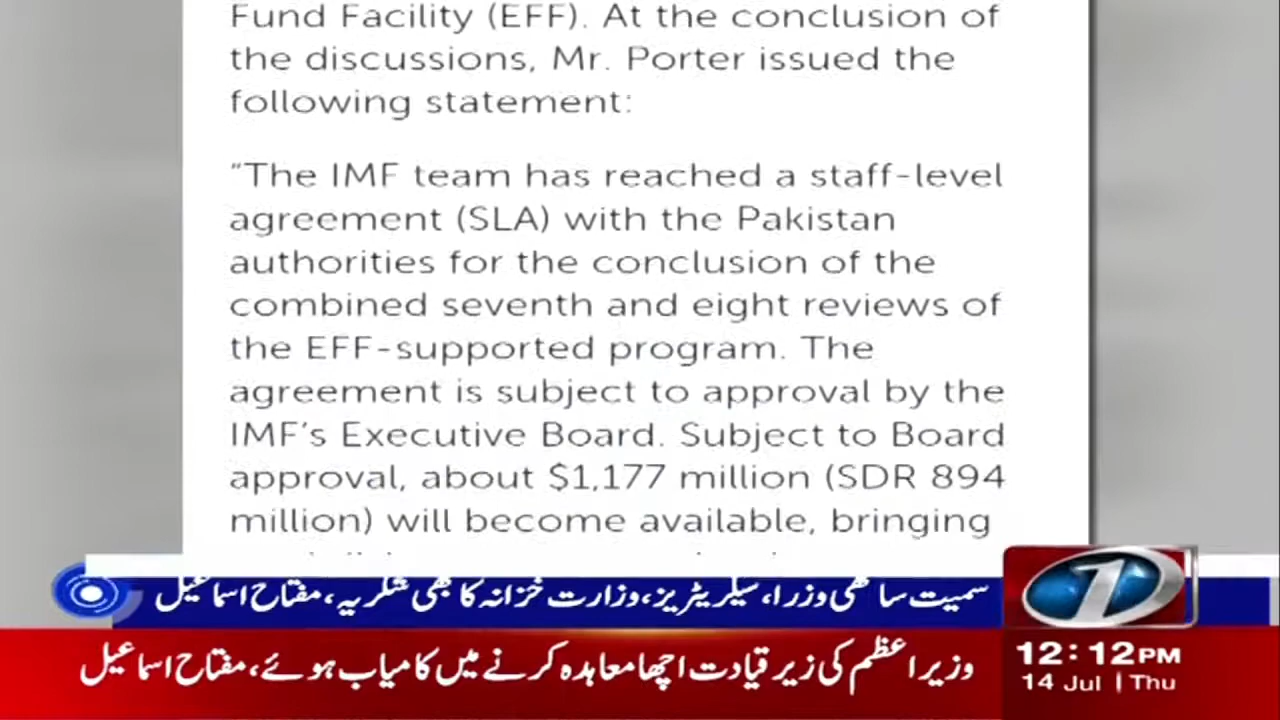 Fund Facility (EFF). At the conclusion of
the discussions, Mr. Porter issued the
following statement:
"The IMF team has reached a staff-level
agreement (SLA) with the Pakistan
authorities for the conclusion of the
combined seventh and eight reviews of
the EFF-supported program. The
agreement is subject to approval by the
IMF's Executive Board. Subject to Board
approval, about $1,177 million (SDR 894
million) will become available, bringing
سمیت ساتھی وزرا، سیکریٹریز، وزارت خزانہ کا بھی شکریہ، مفتاح اسماعیل
1
وزیراعظم کی زیر قیادت اچھا معاہدہ کرنے میں کامیاب ہوئے، مفتاح اسماعیل
12:12PM
14 Jul | Thu